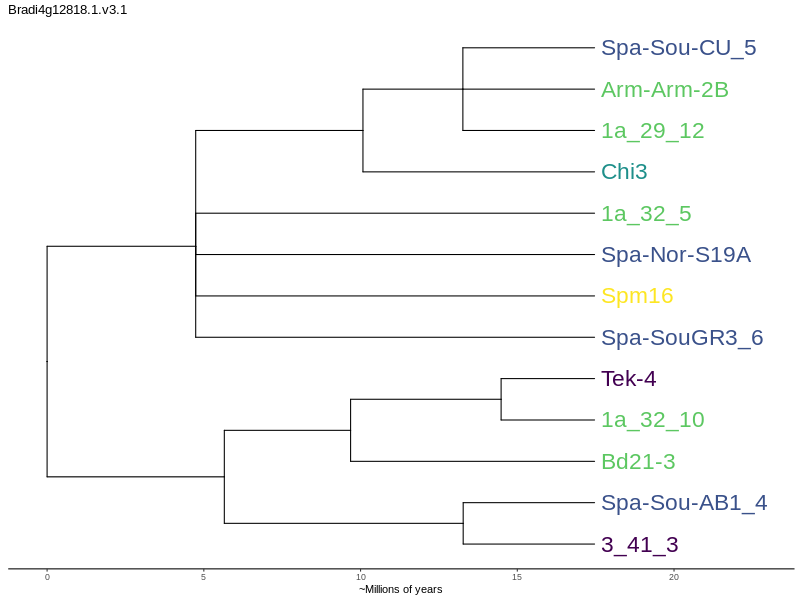 Bradi4g12818.1.v3.1
Spa-Sou-CU_5
Arm-Arm-2B
1a_29_12
Chi3
1a_32_5
Spa-Nor-S19A
Spm16
Spa-SouGR3_6
Tek-4
1a_32_10
Bd21-3
Spa-Sou-AB1_4
3_41_3
0 5 10 15 20
~Millions of years